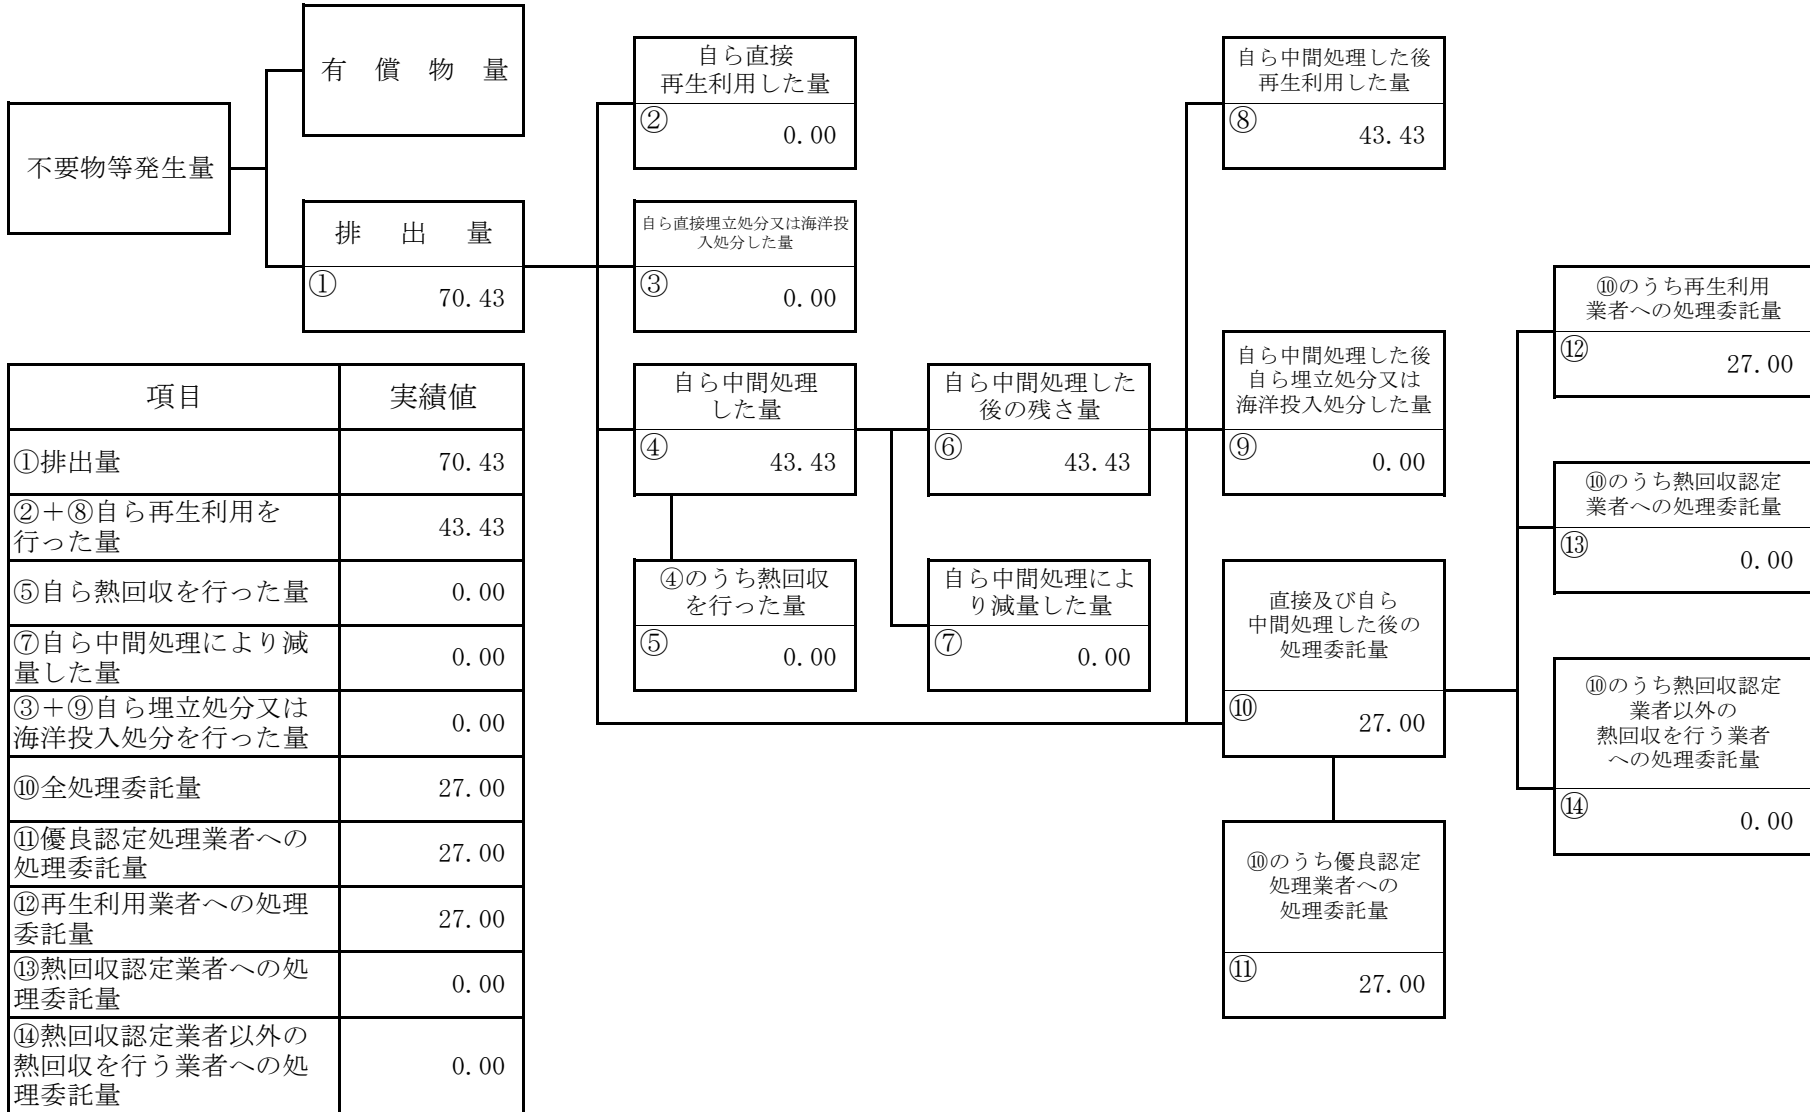 有償物量
不要物等発生量
排出量
①
70.43
自ら直接
再生利用した量
②
0.00
自ら直接埋立処分又は海洋投
入処分した量
③
0.00
自ら中間処理
した量
④
43.43
④のうち熱回収
を行った量
⑤
0.00
自ら中間処理した
後の残さ量
⑥
43.43
自ら中間処理によ
り減量した量
⑦
0.00
自ら中間処理した後
再生利用した量
⑧
43.43
自ら中間処理した後
自ら埋立処分又は
海洋投入処分した量
⑨
0.00
直接及び自ら
中間処理した後の
処理委託量
⑩
27.00
⑩のうち優良認定
処理業者への
処理委託量
⑪
27.00
⑩のうち再生利用
業者への処理委託量
⑫
27.00
⑩のうち熱回収認定
業者への処理委託量
⑬
0.00
⑩のうち熱回収認定
業者以外の
熱回収を行う業者
への処理委託量
⑭
0.00
項目 実績値
①排出量 70.43
②＋⑧自ら再生利用を
行った量 43.43
⑤自ら熱回収を行った量 0.00
⑦自ら中間処理により減
量した量 0.00
③＋⑨自ら埋立処分又は
海洋投入処分を行った量 0.00
⑩全処理委託量 27.00
⑪優良認定処理業者への
処理委託量 27.00
⑫再生利用業者への処理
委託量 27.00
⑬熱回収認定業者への処
理委託量 0.00
⑭熱回収認定業者以外の
熱回収を行う業者への処
理委託量 0.00